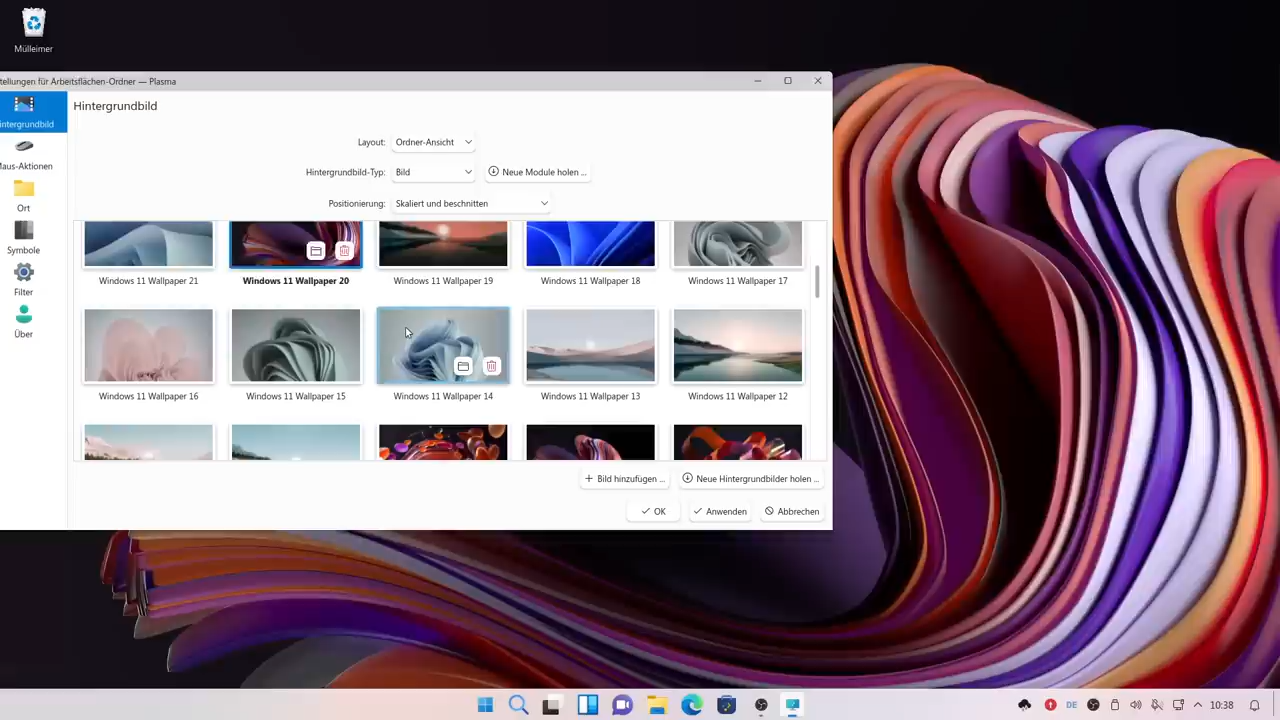 Mülleimer
tellungen für Arbeitsflächen-Ordner — Plasma
Hintergrundbild
intergrundbild
Maus-Aktionen
Ort
Symbole
Filter
Über
Layout: Ordner-Ansicht
Hintergrundbild-Typ: Bild Neue Module holen ...
Positionierung: Skaliert und beschnitten
Windows 11 Wallpaper 21 Windows 11 Wallpaper 20 Windows 11 Wallpaper 19 Windows 11 Wallpaper 18 Windows 11 Wallpaper 17
Windows 11 Wallpaper 16 Windows 11 Wallpaper 15 Windows 11 Wallpaper 14 Windows 11 Wallpaper 13 Windows 11 Wallpaper 12
Bild hinzufügen ... Neue Hintergrundbilder holen ...
OK Anwenden Abbrechen
DE 10:38